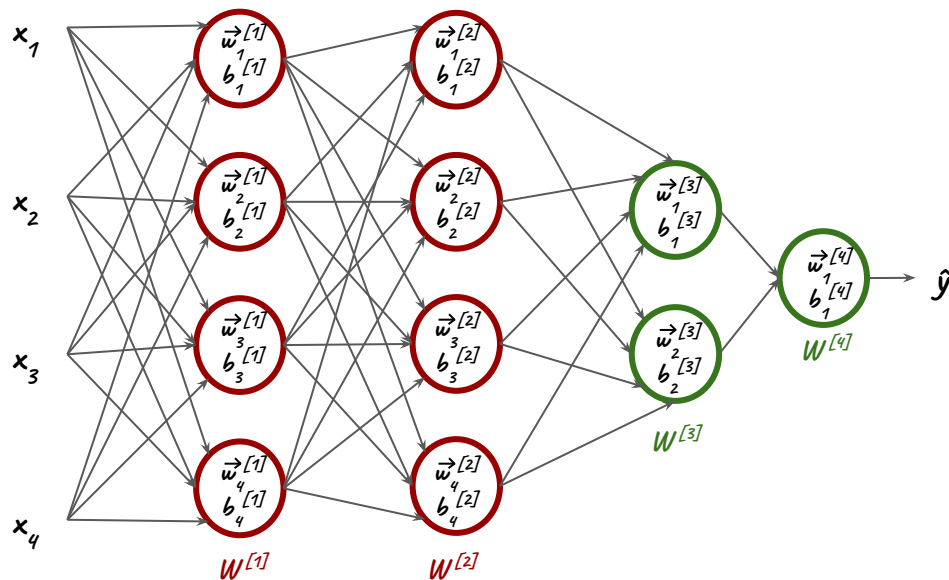 x₁
x₂
x₃
x₄
w⃗₁^[1]
b₁^[1]
w⃗₂^[1]
b₂^[1]
w⃗₃^[1]
b₃^[1]
w⃗₄^[1]
b₄^[1]
W^[1]
w⃗₁^[2]
b₁^[2]
w⃗₂^[2]
b₂^[2]
w⃗₃^[2]
b₃^[2]
w⃗₄^[2]
b₄^[2]
W^[2]
w⃗₁^[3]
b₁^[3]
w⃗₂^[3]
b₂^[3]
W^[3]
w⃗₁^[4]
b₁^[4]
W^[4]
ŷ